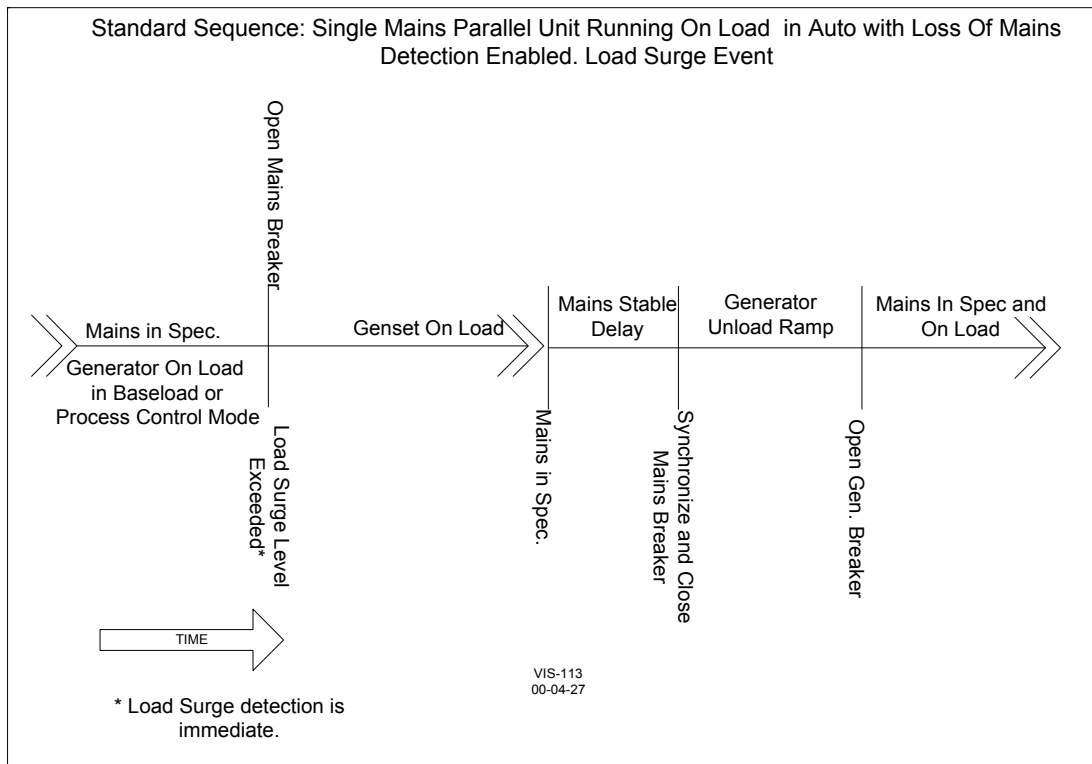 Standard Sequence: Single Mains Parallel Unit Running On Load in Auto with Loss Of Mains
Detection Enabled. Load Surge Event
Open Mains Breaker
Mains in Spec.
Generator On Load
in Baseload or
Process Control Mode
Load Surge Level
Exceeded*
Genset On Load
Mains in Spec.
Mains Stable
Delay
Synchronize and Close
Mains Breaker
Generator
Unload Ramp
Open Gen. Breaker
Mains In Spec and
On Load
TIME
* Load Surge detection is
immediate.
VIS-113
00-04-27